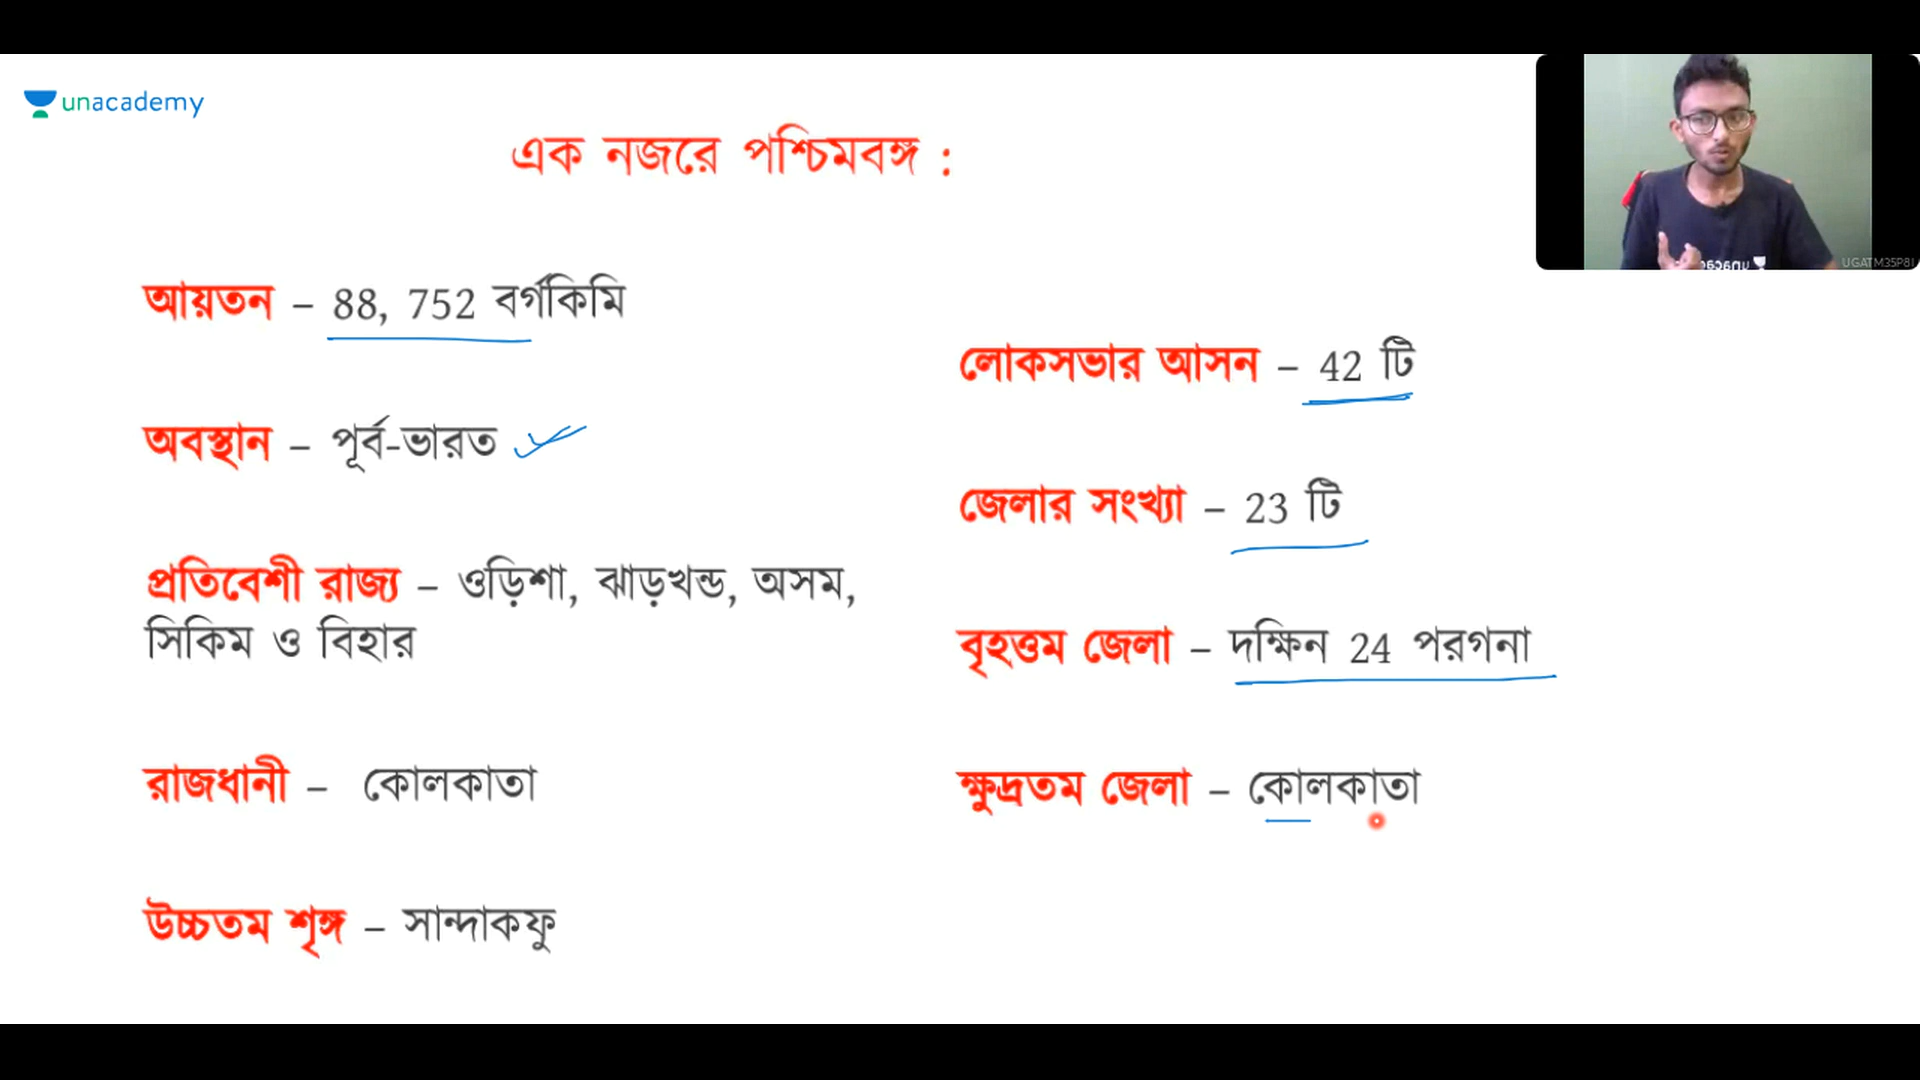 unacademy
এক নজরে পশ্চিমবঙ্গ :
আয়তন – 88, 752 বর্গকিমি
অবস্থান – পূর্ব-ভারত
প্রতিবেশী রাজ্য – ওড়িশা, ঝাড়খন্ড, অসম,
সিকিম ও বিহার
রাজধানী – কোলকাতা
উচ্চতম শৃঙ্গ – সান্দাকফু
লোকসভার আসন – 42 টি
জেলার সংখ্যা – 23 টি
বৃহত্তম জেলা – দক্ষিন 24 পরগনা
ক্ষুদ্রতম জেলা – কোলকাতা
UGATM35P8I